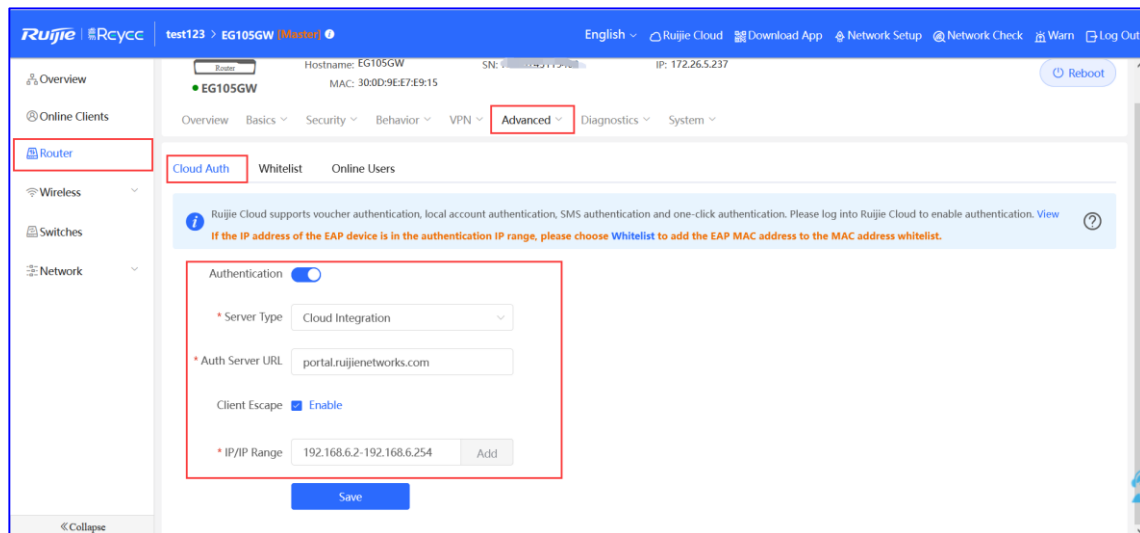 Ruijie | Rcycc test123 > EG105GW [Master] English Ruijie Cloud Download App Network Setup Network Check Warn Log Out
Overview
Online Clients
Router
Wireless
Switches
Network
«Collapse
Router
EG105GW
Hostname: EG105GW SN: IP: 172.26.5.237
MAC: 30:0D:9E:E7:E9:15
Reboot
Overview Basics Security Behavior VPN Advanced Diagnostics System
Cloud Auth Whitelist Online Users
Ruijie Cloud supports voucher authentication, local account authentication, SMS authentication and one-click authentication. Please log into Ruijie Cloud to enable authentication. View
If the IP address of the EAP device is in the authentication IP range, please choose Whitelist to add the EAP MAC address to the MAC address whitelist.
Authentication
* Server Type Cloud Integration
* Auth Server URL portal.ruijienetworks.com
Client Escape Enable
* IP/IP Range 192.168.6.2-192.168.6.254 Add
Save